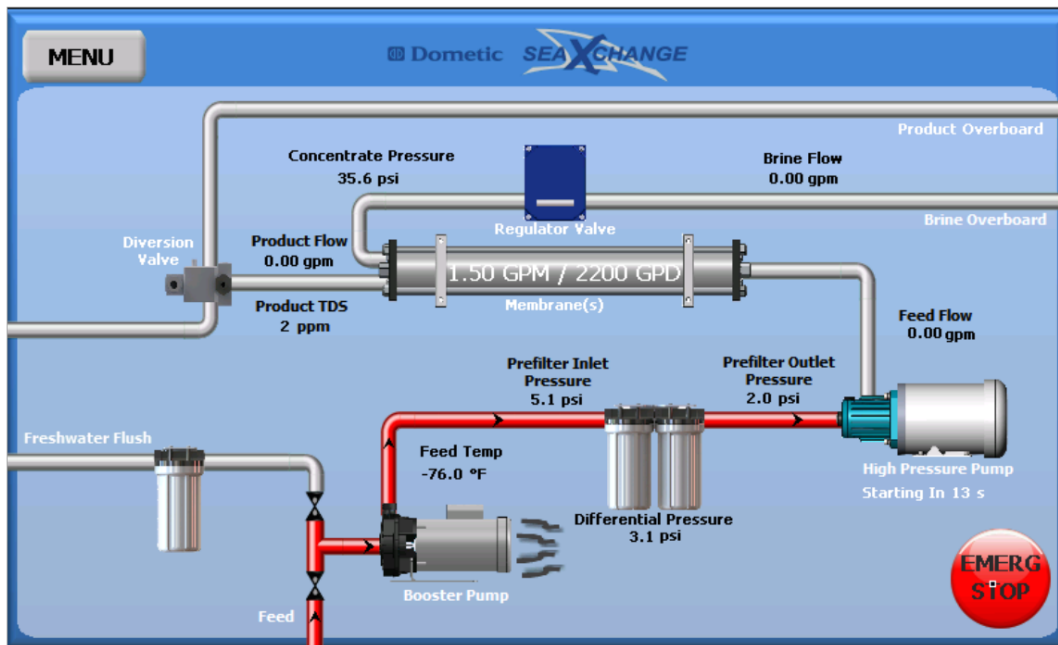 MENU
Dometic SEAXCHANGE
Product Overboard
Concentrate Pressure
35.6 psi
Brine Flow
0.00 gpm
Brine Overboard
Regulator Valve
Diversion
Valve
Product Flow
0.00 gpm
1.50 GPM / 2200 GPD
Membrane(s)
Product TDS
2 ppm
Feed Flow
0.00 gpm
Prefilter Inlet
Pressure
5.1 psi
Prefilter Outlet
Pressure
2.0 psi
Freshwater Flush
Feed Temp
-76.0 °F
High Pressure Pump
Starting In 13 s
Differential Pressure
3.1 psi
EMERG
STOP
Booster Pump
Feed